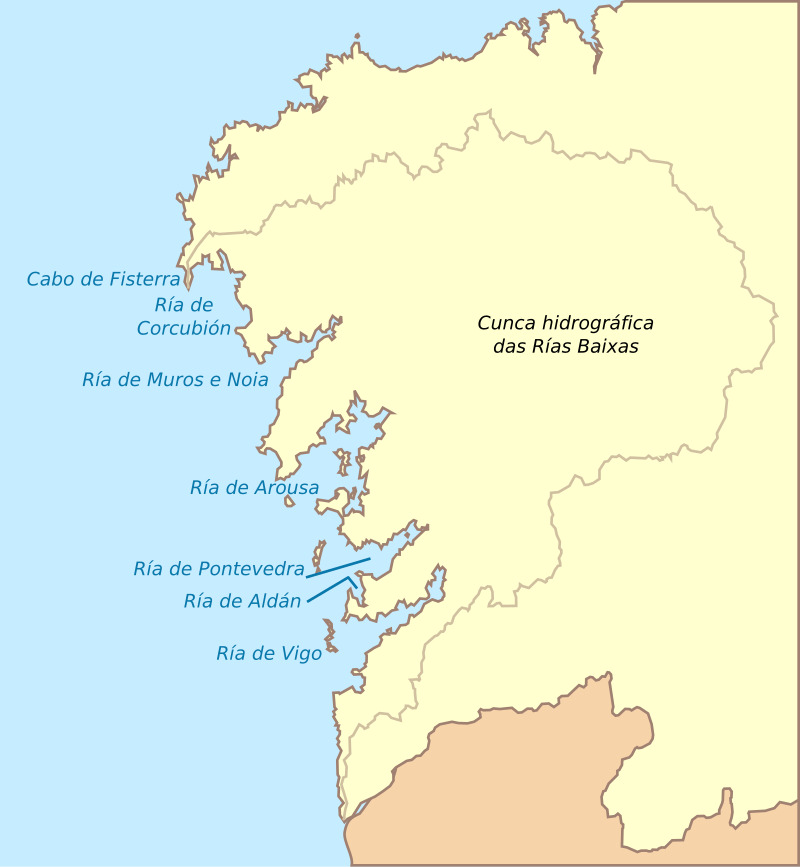 Cabo de Fisterra
Ría de
Corcubión
Cunca hidrográfica
das Rías Baixas
Ría de Muros e Noia
Ría de Arousa
Ría de Pontevedra
Ría de Aldán
Ría de Vigo